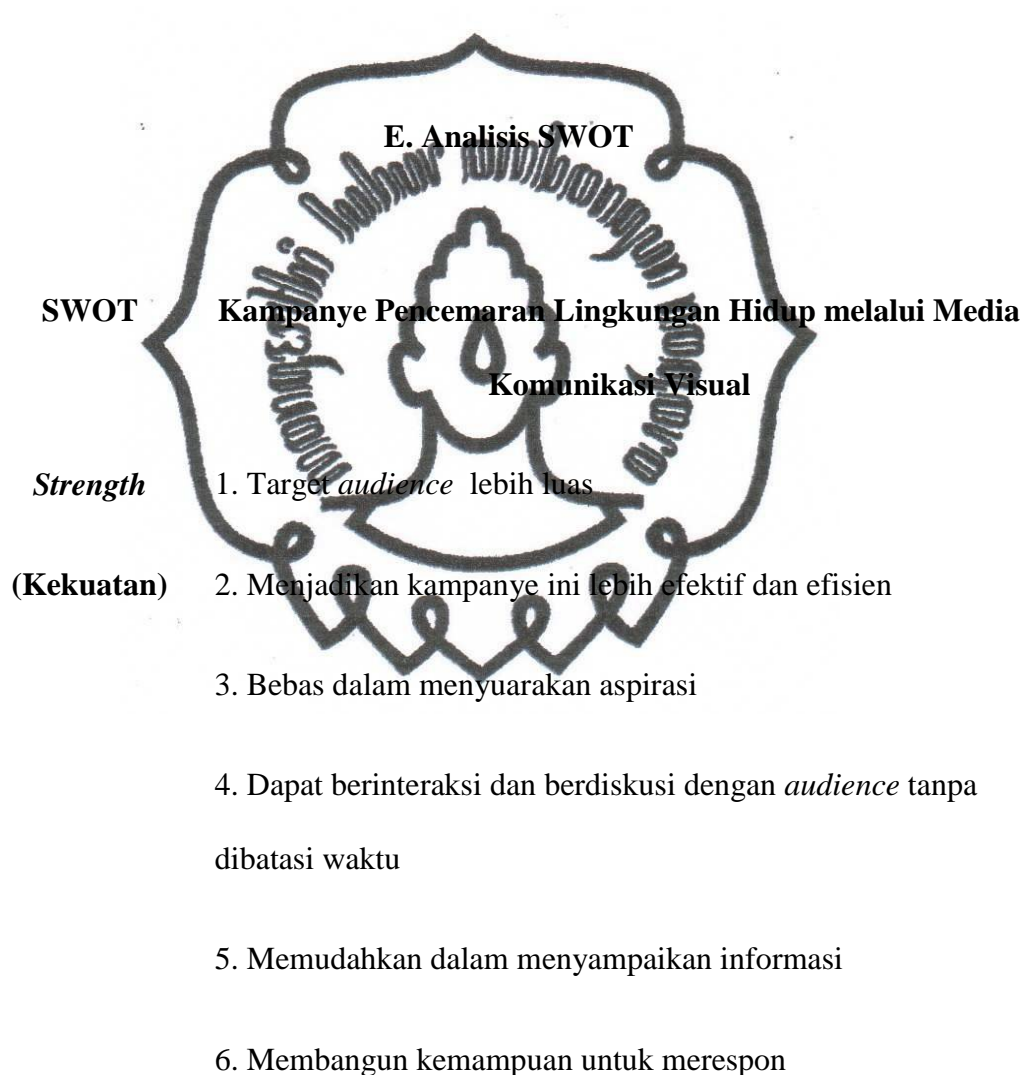 E. Analisis SWOT
SWOT Kampanye Pencemaran Lingkungan Hidup melalui Media
Komunikasi Visual
Strength 1. Target audience lebih luas
(Kekuatan) 2. Menjadikan kampanye ini lebih efektif dan efisien
3. Bebas dalam menyuarakan aspirasi
4. Dapat berinteraksi dan berdiskusi dengan audience tanpa
dibatasi waktu
5. Memudahkan dalam menyampaikan informasi
6. Membangun kemampuan untuk merespon